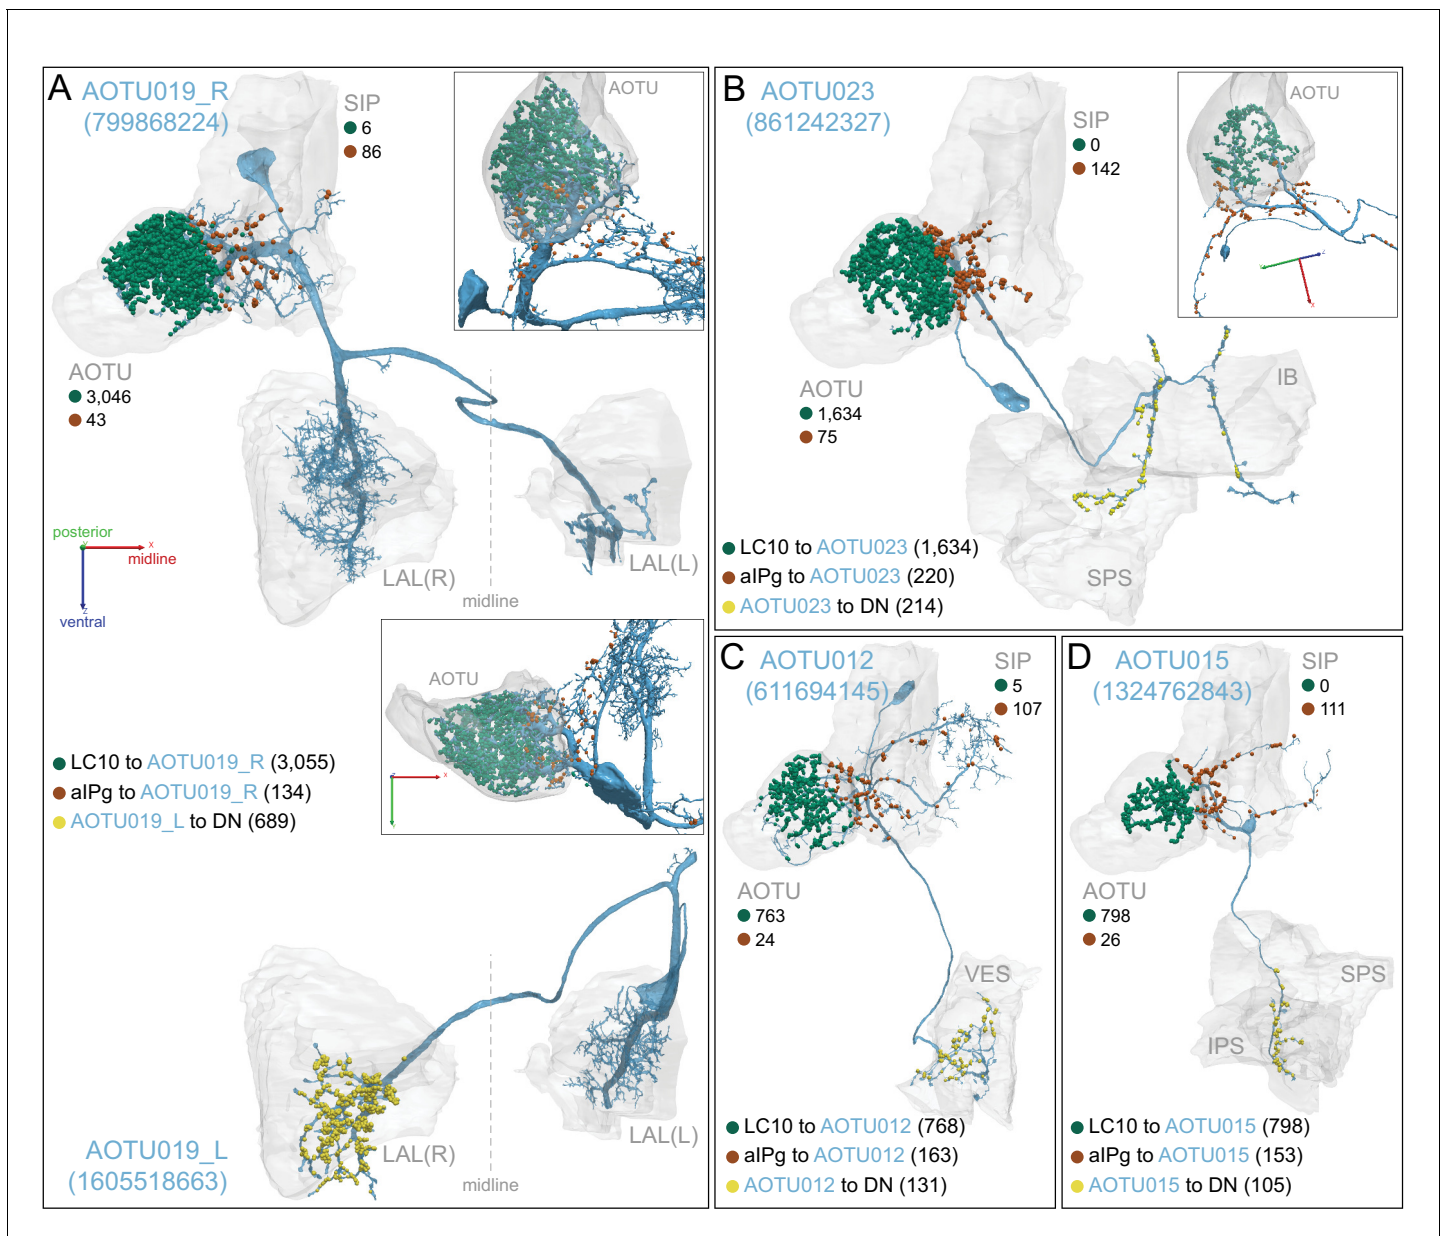 A
AOTU019_R
(799868224)
SIP
6
86
AOTU
AOTU
3,046
43
posterior
Y
x
midline
z
ventral
LAL(R)
LAL(L)
midline
AOTU
x
LC10 to AOTU019_R (3,055)
aIPg to AOTU019_R (134)
AOTU019_L to DN (689)
AOTU019_L
(1605518663)
LAL(R)
LAL(L)
midline
B
AOTU023
(861242327)
SIP
0
142
AOTU
AOTU
1,634
75
IB
SPS
LC10 to AOTU023 (1,634)
aIPg to AOTU023 (220)
AOTU023 to DN (214)
C
AOTU012
(611694145)
SIP
5
107
AOTU
763
24
VES
LC10 to AOTU012 (768)
aIPg to AOTU012 (163)
AOTU012 to DN (131)
D
AOTU015
(1324762843)
SIP
0
111
AOTU
798
26
SPS
IPS
LC10 to AOTU015 (798)
aIPg to AOTU015 (153)
AOTU015 to DN (105)